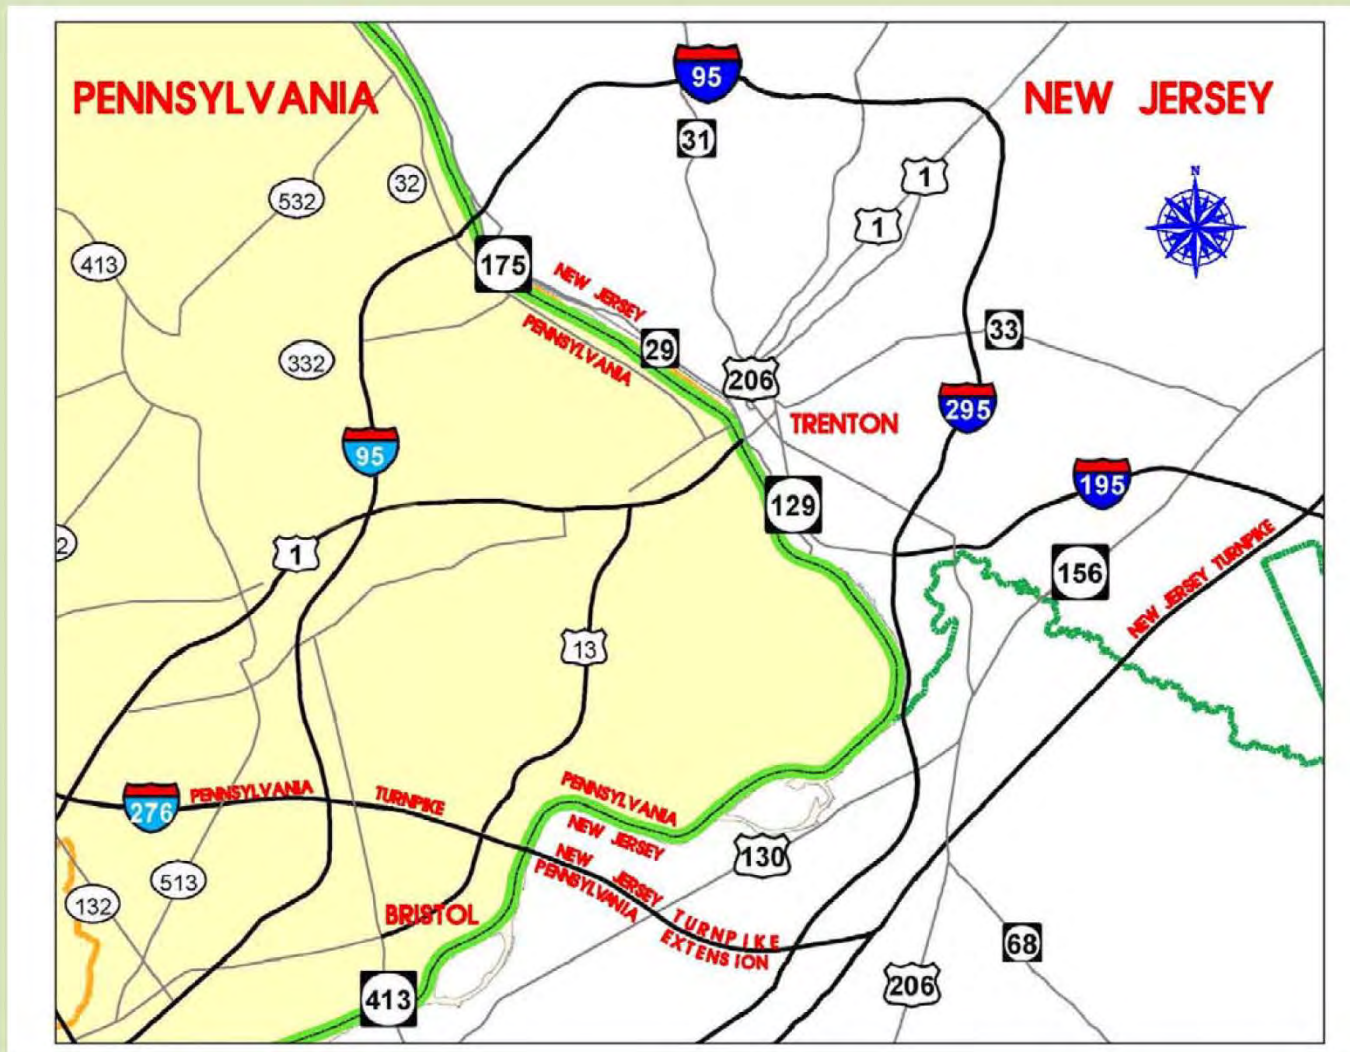 PENNSYLVANIA
95
NEW JERSEY
31
N
1
32
532
1
413
175
NEW JERSEY
PENNSYLVANIA
29
33
332
206
295
TRENTON
95
195
129
2
1
156
NEW JERSEY TURNPIKE
13
276
PENNSYLVANIA
TURNPIKE
PENNSYLVANIA
NEW JERSEY
130
NEW JERSEY TURNPIKE
PENNSYLVANIA EXTENSION
513
132
BRISTOL
68
206
413